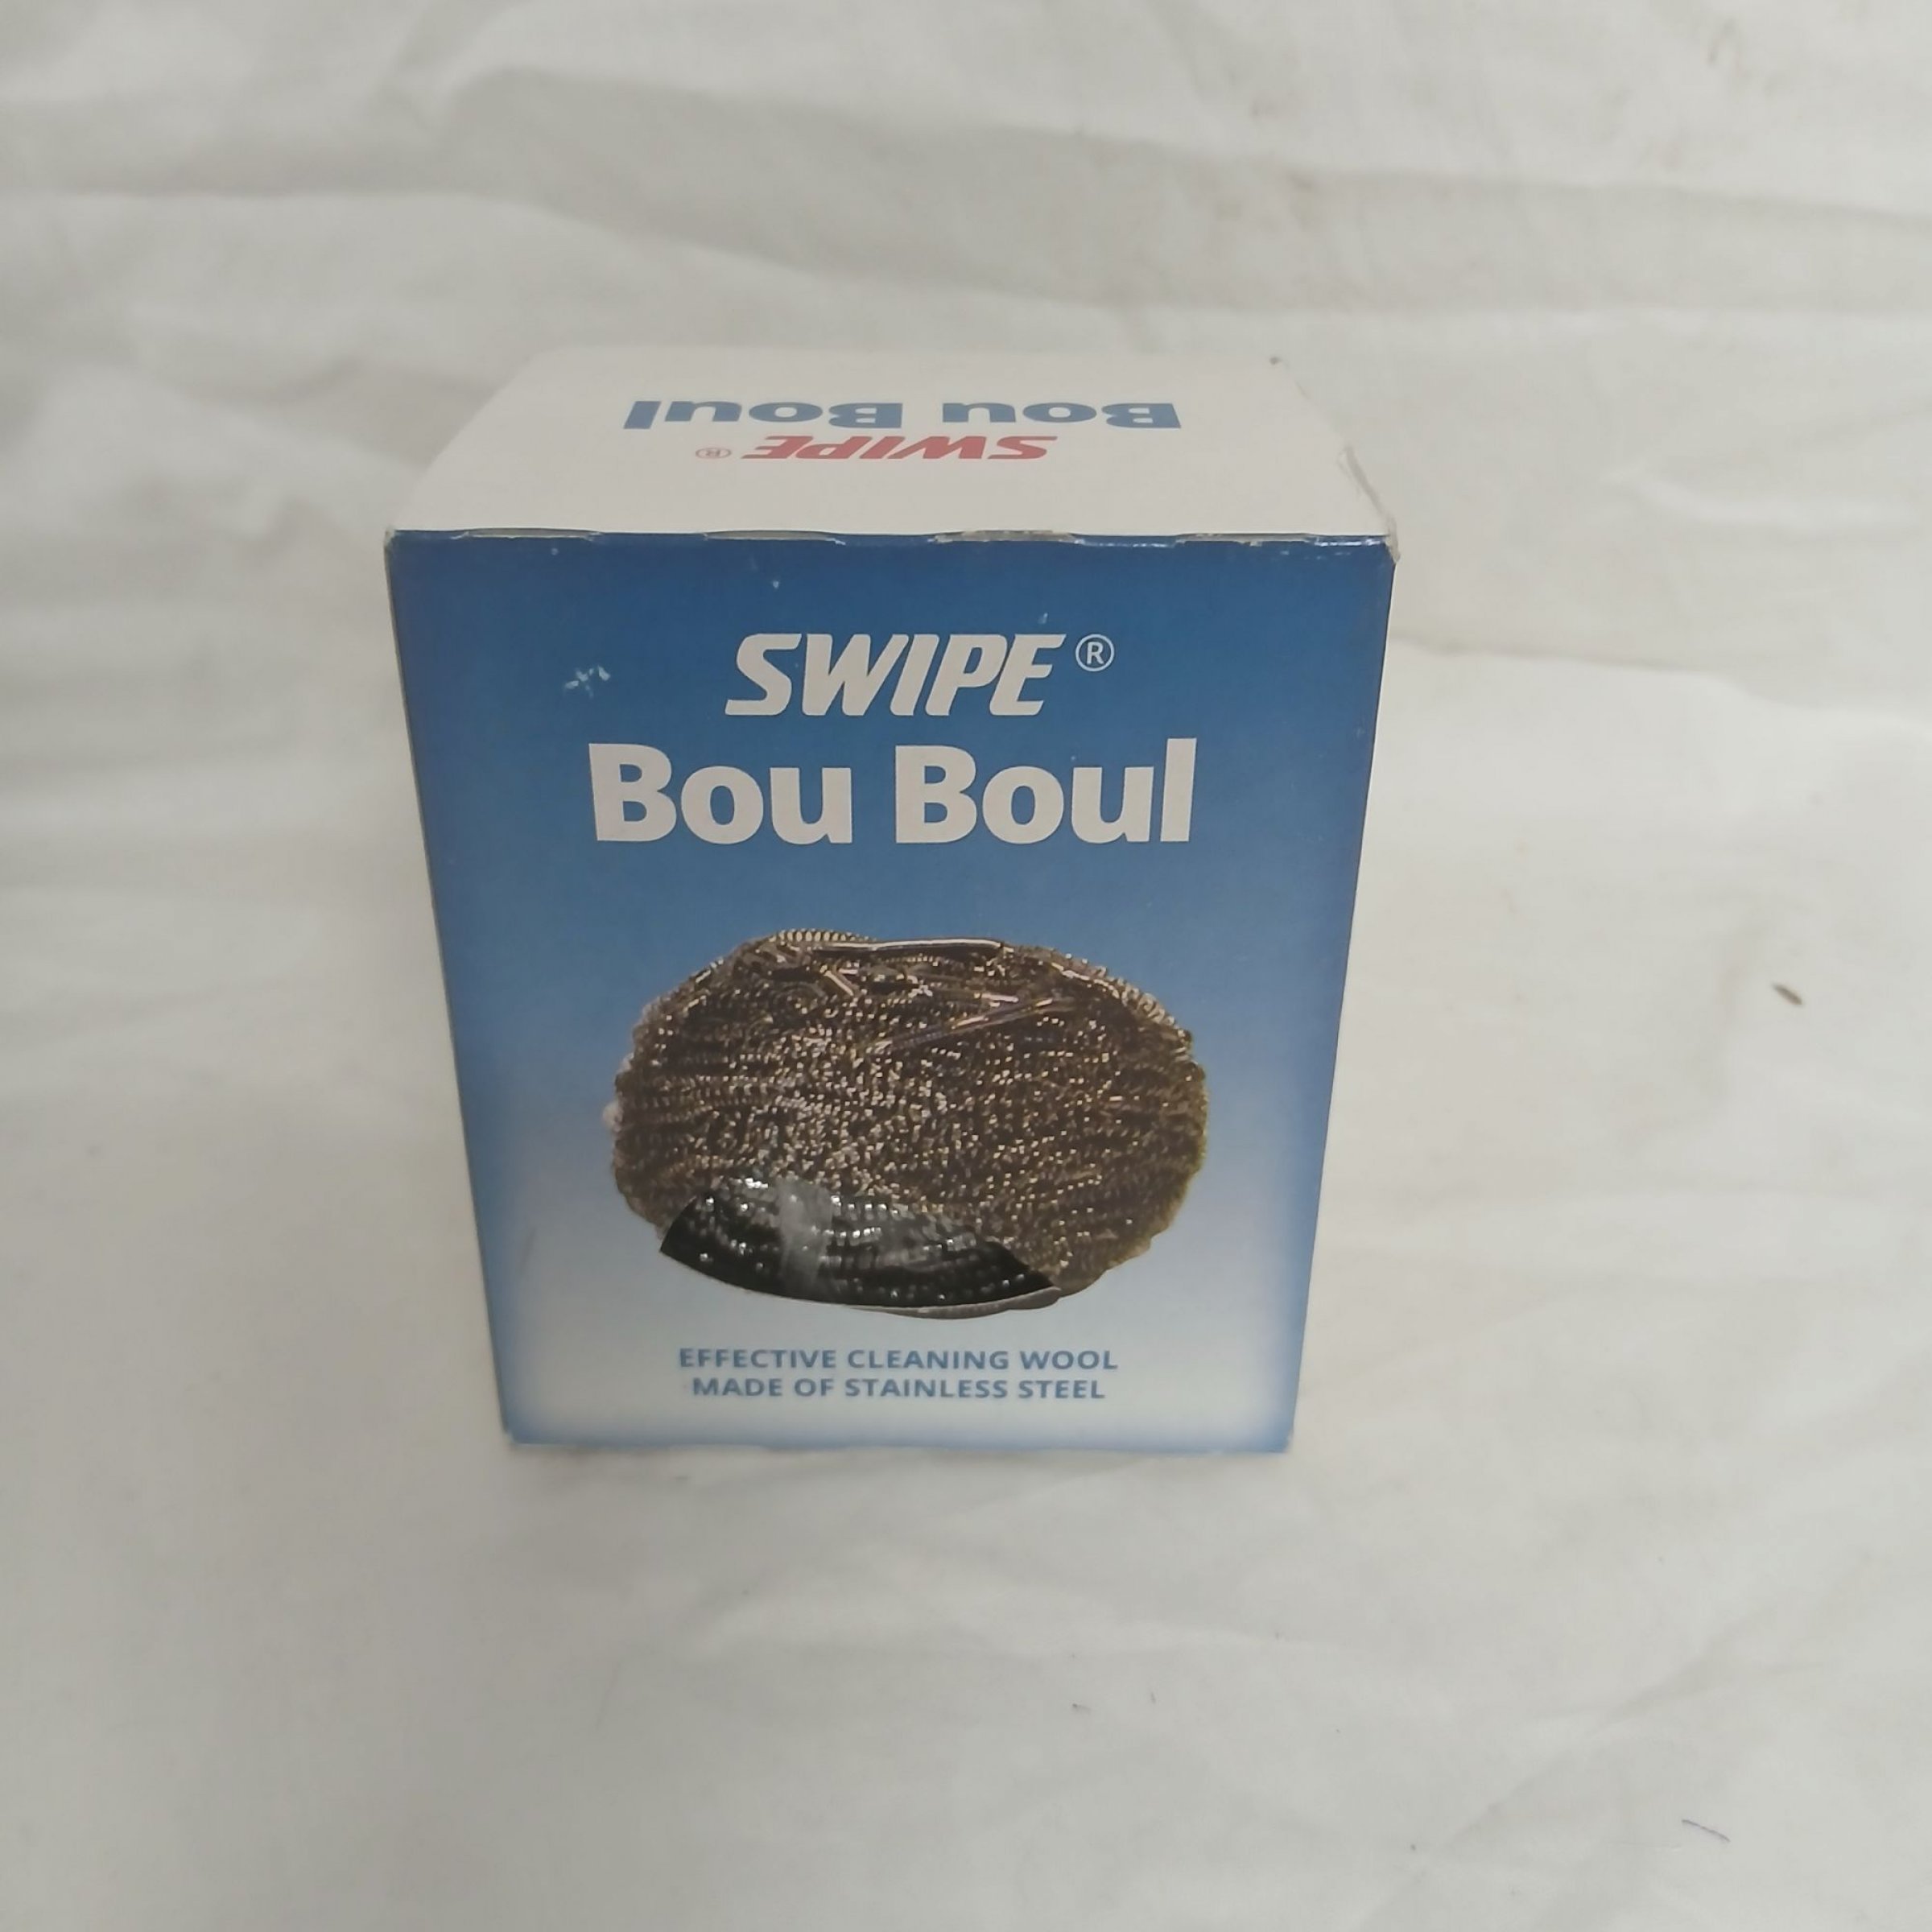 Bou Boul
SWIPE®
SWIPE®
Bou Boul
EFFECTIVE CLEANING WOOL
MADE OF STAINLESS STEEL